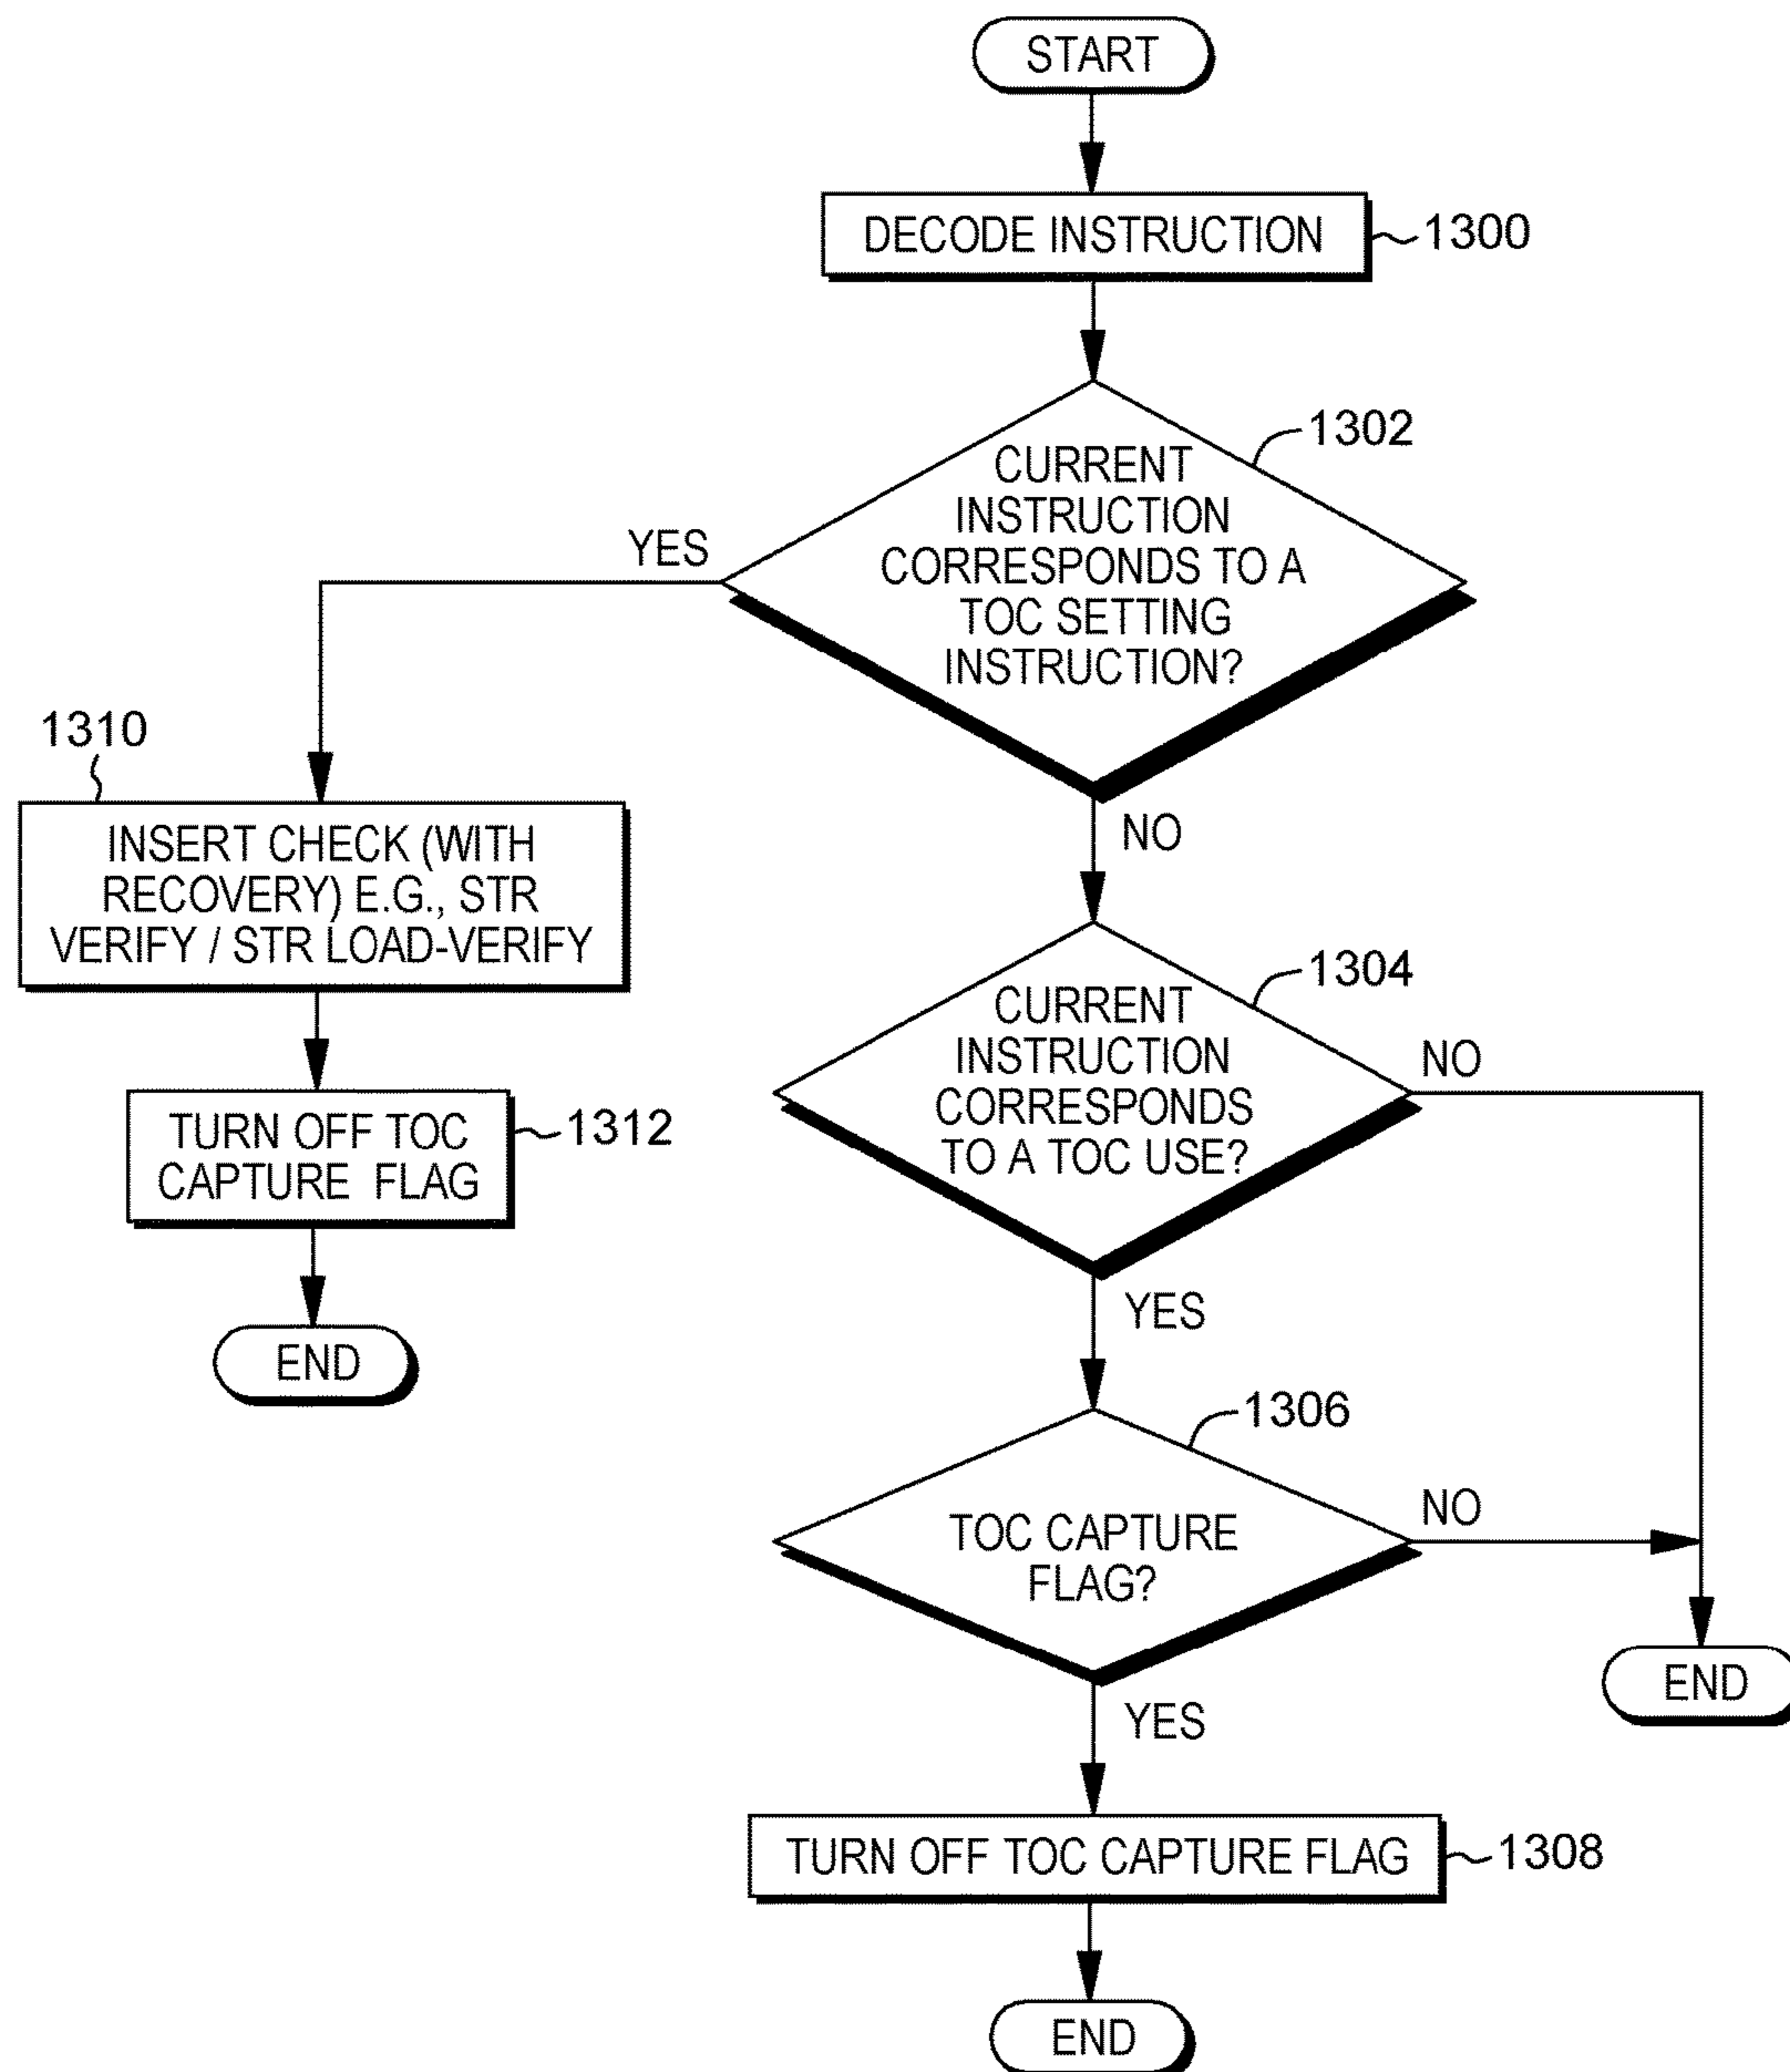 START
DECODE INSTRUCTION
1300
1302
CURRENT
INSTRUCTION
CORRESPONDS TO A
TOC SETTING
INSTRUCTION?
YES
NO
1310
INSERT CHECK (WITH
RECOVERY) E.G., STR
VERIFY / STR LOAD-VERIFY
TURN OFF TOC
CAPTURE FLAG
1312
END
1304
CURRENT
INSTRUCTION
CORRESPONDS
TO A TOC USE?
NO
YES
1306
TOC CAPTURE
FLAG?
NO
YES
END
TURN OFF TOC CAPTURE FLAG
1308
END